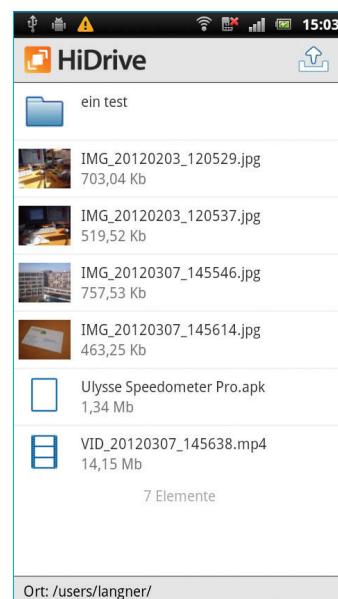 15:03
HiDrive
ein test
IMG_20120203_120529.jpg
703,04 Kb
IMG_20120203_120537.jpg
519,52 Kb
IMG_20120307_145546.jpg
757,53 Kb
IMG_20120307_145614.jpg
463,25 Kb
Ulysse Speedometer Pro.apk
1,34 Mb
VID_20120307_145638.mp4
14,15 Mb
7 Elemente
Ort: /users/langner/